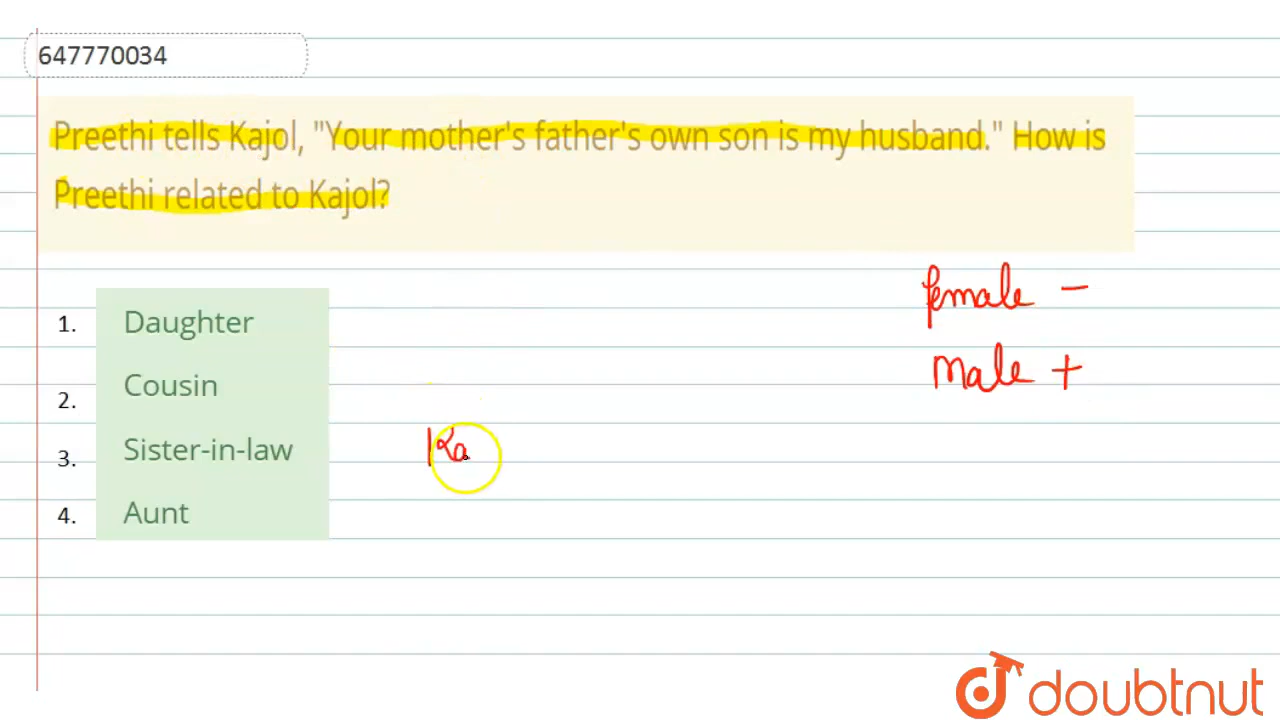 647770034
Preethi tells Kajol, "Your mother's father's own son is my husband." How is
Preethi related to Kajol?
female -
male +
1. Daughter
2. Cousin
3. Sister-in-law
4. Aunt
Ka
doubtnut